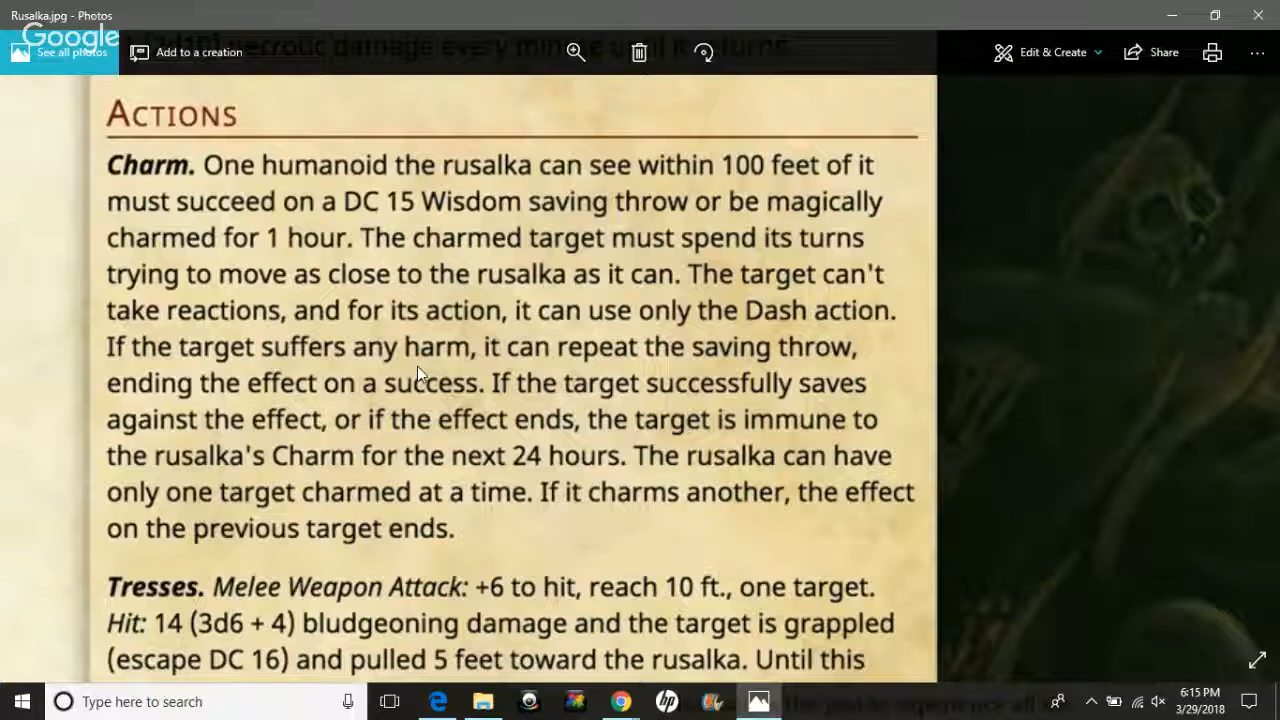 Rusalka.jpg - Photos
Google
See all photos
Add to a creation
Edit & Create
Share
necrotic damage every minute until it returns
ACTIONS
Charm. One humanoid the rusalka can see within 100 feet of it
must succeed on a DC 15 Wisdom saving throw or be magically
charmed for 1 hour. The charmed target must spend its turns
trying to move as close to the rusalka as it can. The target can't
take reactions, and for its action, it can use only the Dash action.
If the target suffers any harm, it can repeat the saving throw,
ending the effect on a success. If the target successfully saves
against the effect, or if the effect ends, the target is immune to
the rusalka's Charm for the next 24 hours. The rusalka can have
only one target charmed at a time. If it charms another, the effect
on the previous target ends.
Tresses. Melee Weapon Attack: +6 to hit, reach 10 ft., one target.
Hit: 14 (3d6 + 4) bludgeoning damage and the target is grappled
(escape DC 16) and pulled 5 feet toward the rusalka. Until this
Type here to search
hp
6:15 PM
3/29/2018